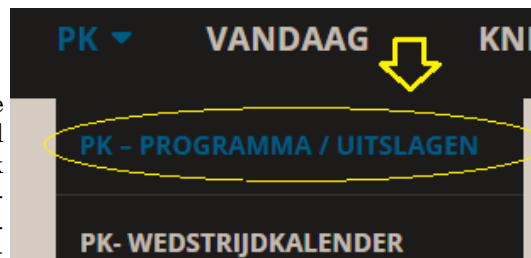 PK VANDAAG
PK – PROGRAMMA / UITSLAGEN
PK- WEDSTRIJDKALENDER